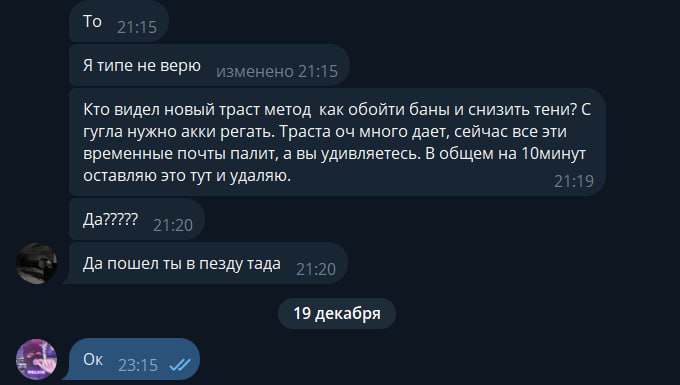 То 21:15
Я типе не верю изменено 21:15
Кто видел новый траст метод как обойти баны и снизить тени? С
гугла нужно акки регать. Траста оч много дает, сейчас все эти
временные почты палит, а вы удивляетесь. В общем на 10минут
оставляю это тут и удаляю. 21:19
Да????? 21:20
Да пошел ты в пезду тада 21:20
19 декабря
Ок 23:15